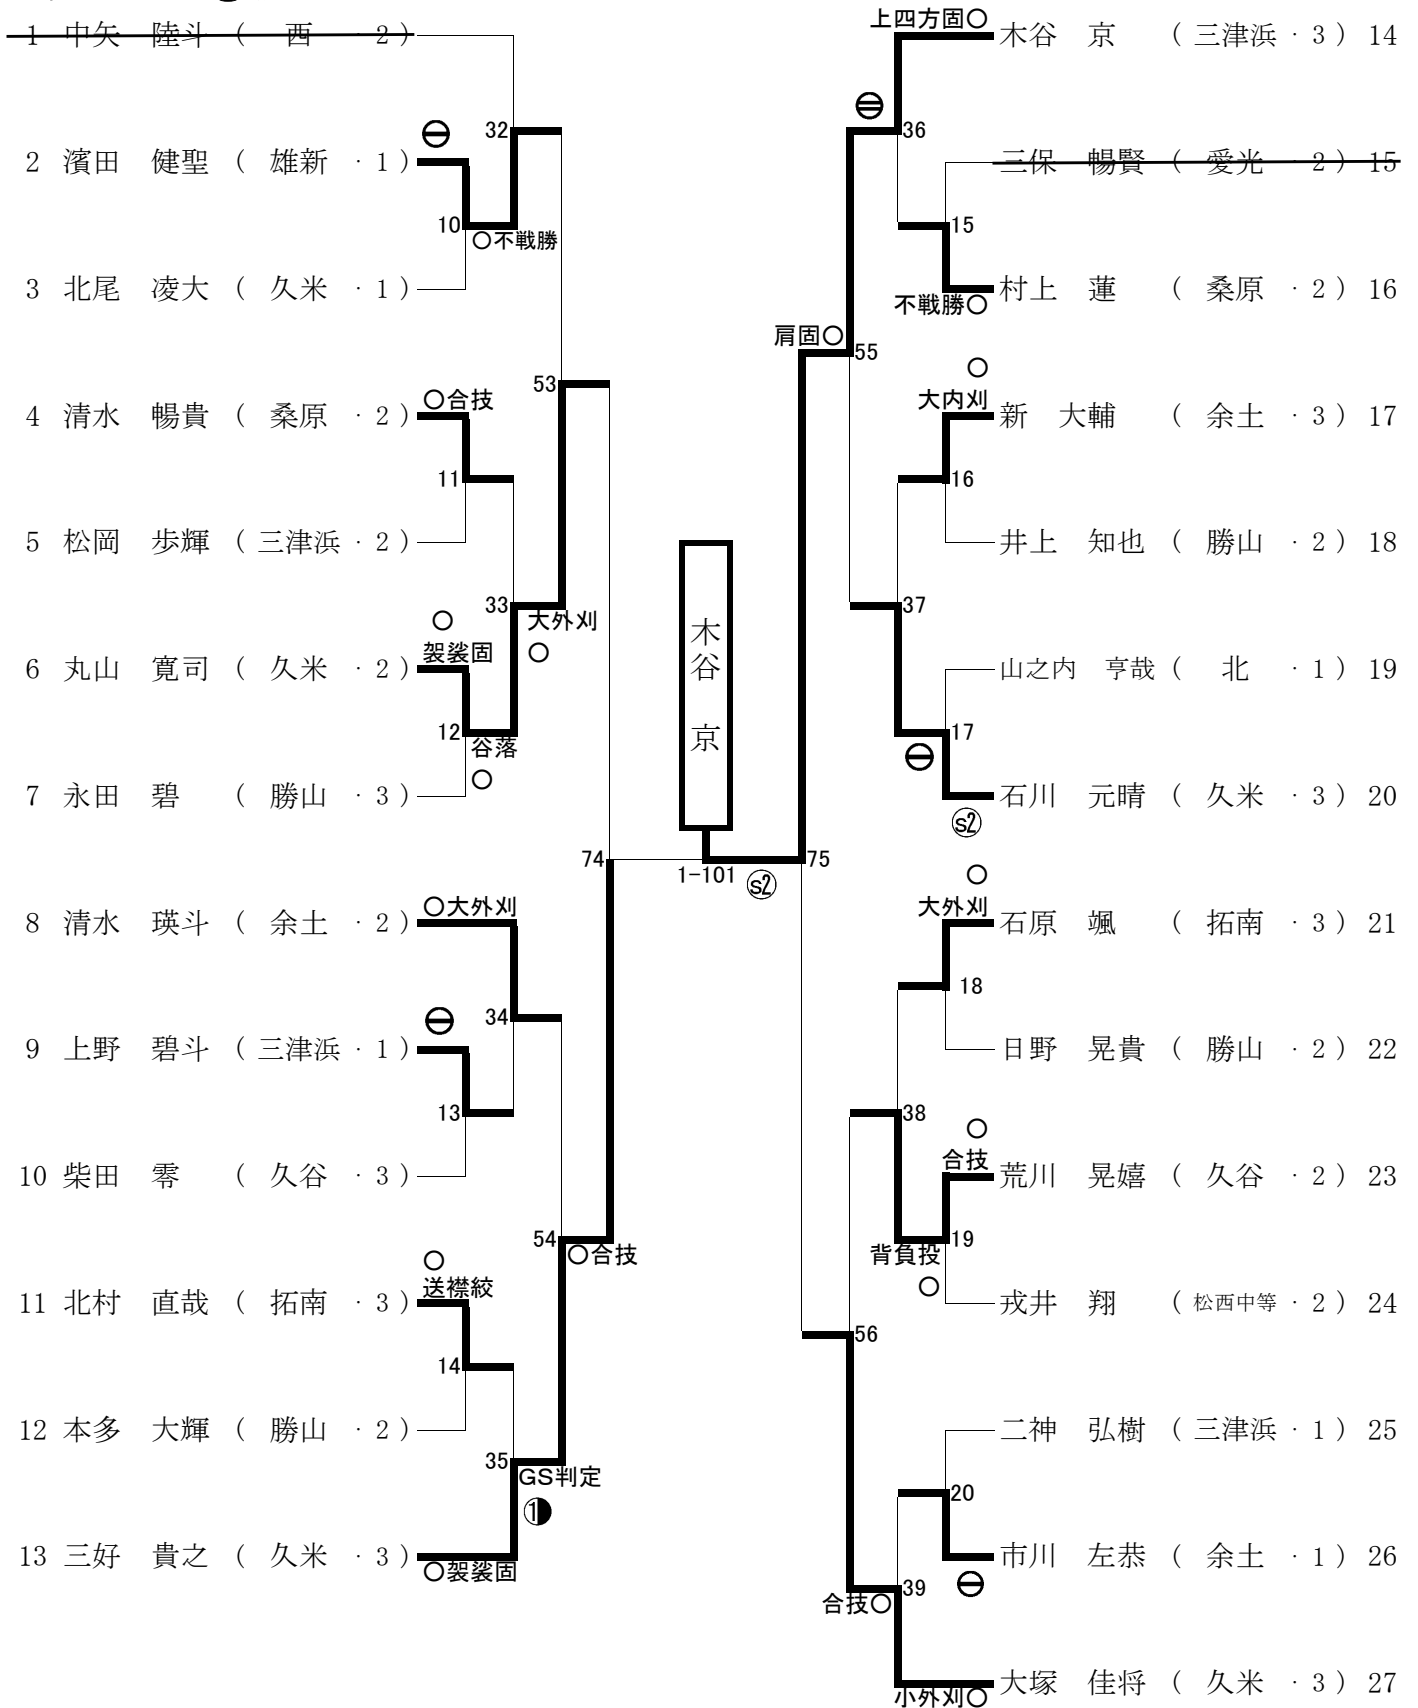 1 中矢 陸斗 ( 西 2 )
32
2 濱田 健聖 ( 雄新 · 1 )
10
○不戦勝
3 北尾 凌大 ( 久米 · 1 )
53
○合技
4 清水 暢貴 ( 桑原 · 2 )
11
5 松岡 歩輝 ( 三津浜 · 2 )
33
大外刈
○
○
袈裟固
6 丸山 寛司 ( 久米 · 2 )
12
谷落
○
7 永田 碧 ( 勝山 · 3 )
74
○大外刈
8 清水 瑛斗 ( 余土 · 2 )
34
9 上野 碧斗 ( 三津浜 · 1 )
13
10 柴田 零 ( 久谷 · 3 )
54
○合技
○
送襟絞
11 北村 直哉 ( 拓南 · 3 )
14
12 本多 大輝 ( 勝山 · 2 )
35
GS判定
①
13 三好 貴之 ( 久米 · 3 )
○袈裟固
木谷 京
1-101
s2
75
上四方固○
木谷 京 ( 三津浜 · 3 ) 14
36
三保 暢賢 ( 愛光 2 ) 15
15
村上 蓮 ( 桑原 · 2 ) 16
不戦勝○
肩固○
55
○
大内刈
新 大輔 ( 余土 · 3 ) 17
16
井上 知也 ( 勝山 · 2 ) 18
37
山之内 亨哉 ( 北 · 1 ) 19
17
石川 元晴 ( 久米 · 3 ) 20
s2
○
大外刈
石原 颯 ( 拓南 · 3 ) 21
18
日野 晃貴 ( 勝山 · 2 ) 22
38
○
合技
荒川 晃嬉 ( 久谷 · 2 ) 23
19
背負投
○
戎井 翔 ( 松西中等 · 2 ) 24
56
二神 弘樹 ( 三津浜 · 1 ) 25
20
市川 左恭 ( 余土 · 1 ) 26
39
合技○
大塚 佳将 ( 久米 · 3 ) 27
小外刈○